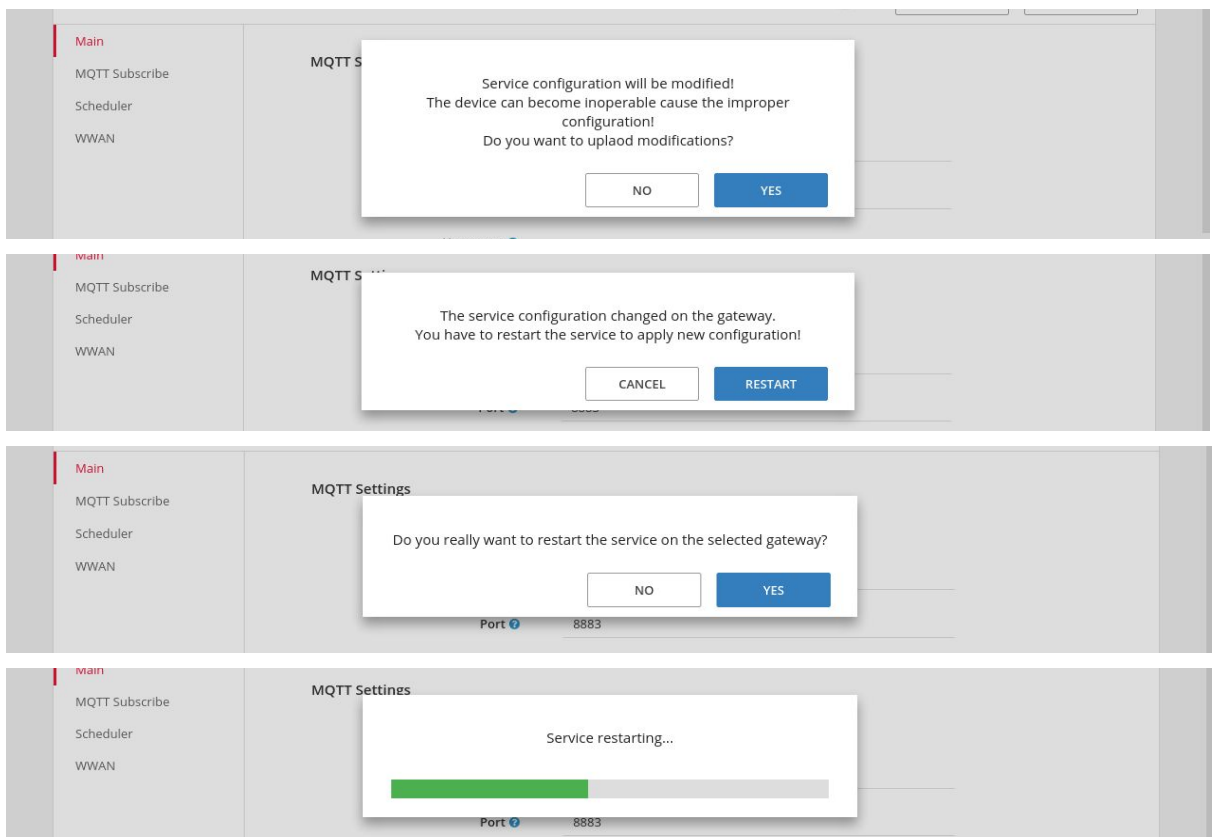 Main
MQTT Subscribe
Scheduler
WWAN
MQTT S
Service configuration will be modified!
The device can become inoperable cause the improper
configuration!
Do you want to uplaod modifications?
NO
YES
Main
MQTT Subscribe
Scheduler
WWAN
MQTT S
The service configuration changed on the gateway.
You have to restart the service to apply new configuration!
CANCEL
RESTART
Main
MQTT Subscribe
Scheduler
WWAN
MQTT Settings
Do you really want to restart the service on the selected gateway?
NO
YES
Port
8883
Main
MQTT Subscribe
Scheduler
WWAN
MQTT Settings
Service restarting...
Port
8883